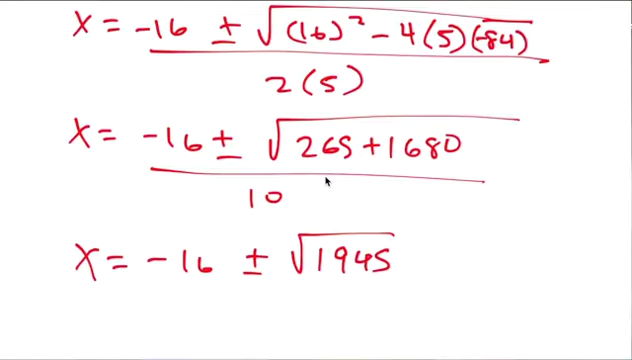 x = -16 ± √(16)² - 4(5)(-84)
2(5)
x = -16 ± √265+1680
10
x = -16 ± √1945